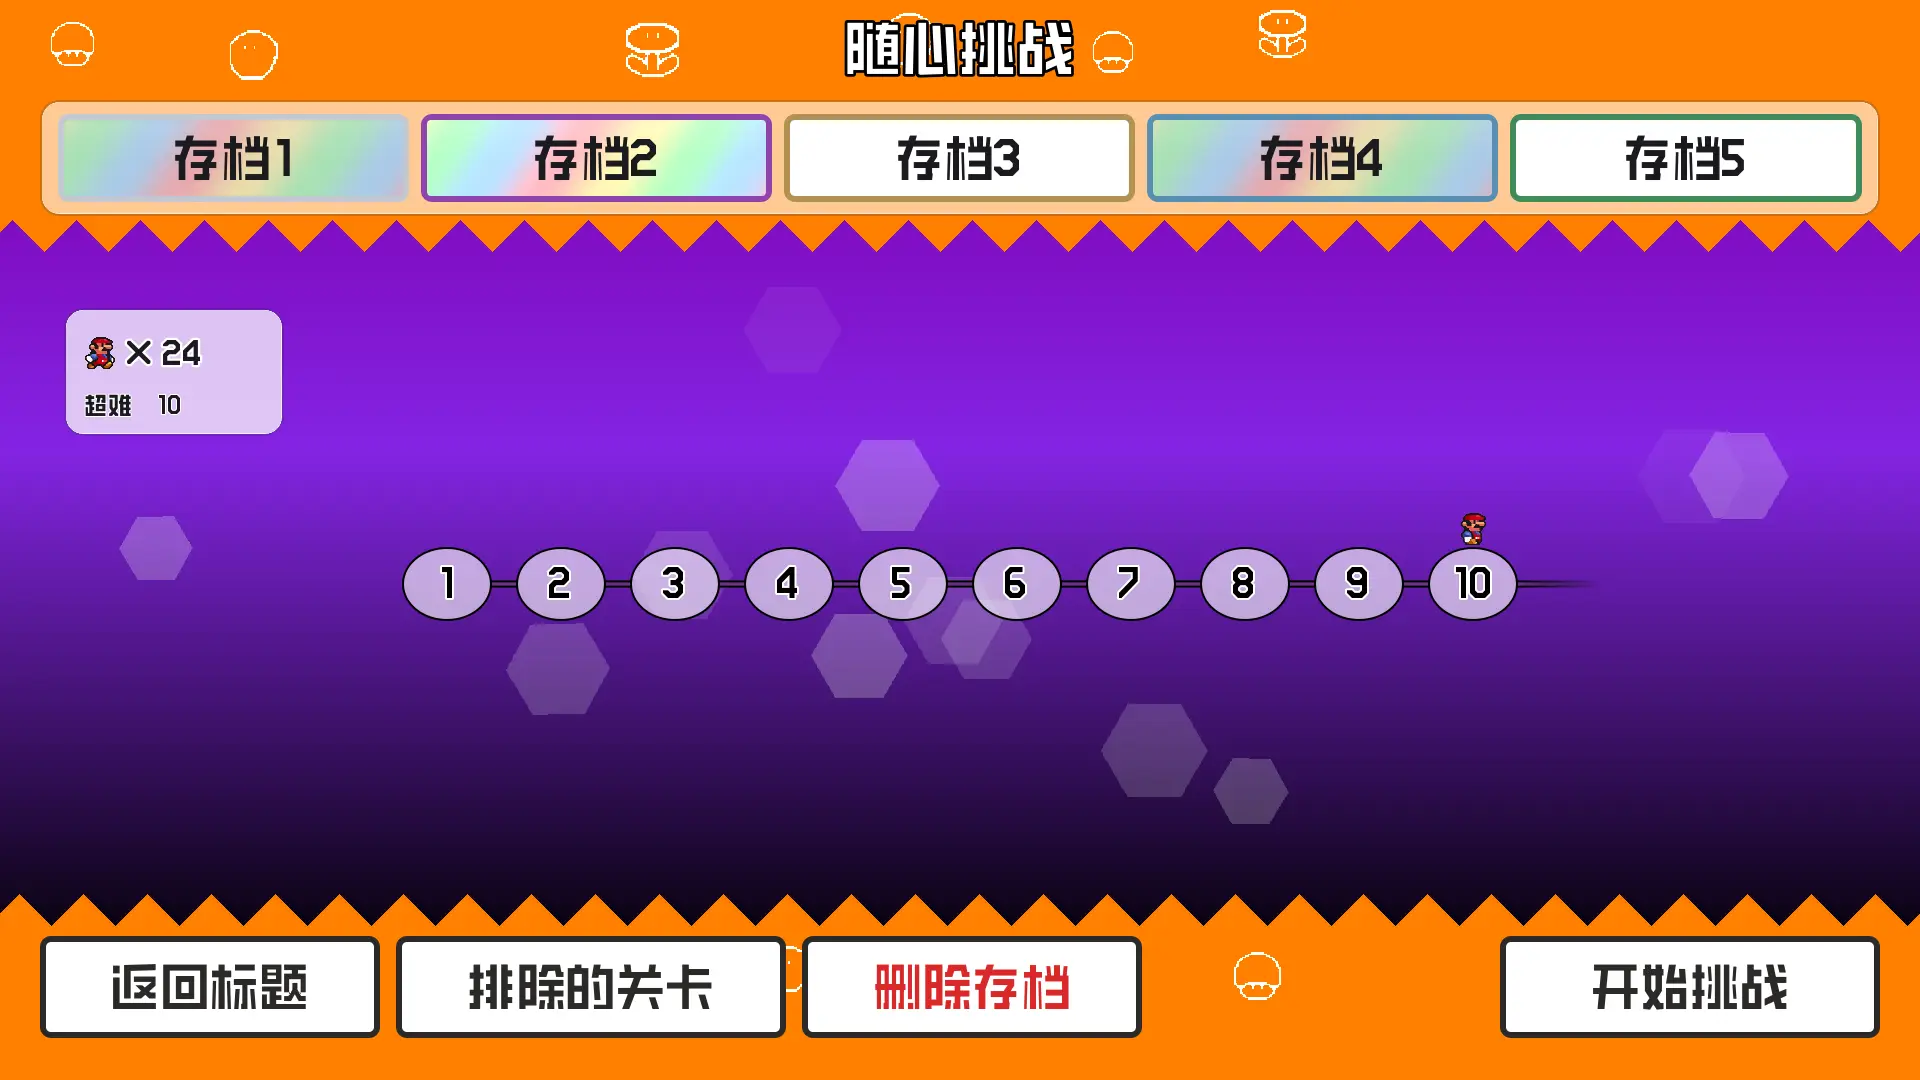 随心挑战
存档1 存档2 存档3 存档4 存档5
× 24
超难 10
1 2 3 4 5 6 7 8 9 10
返回标题 排除的关卡 删除存档 开始挑战